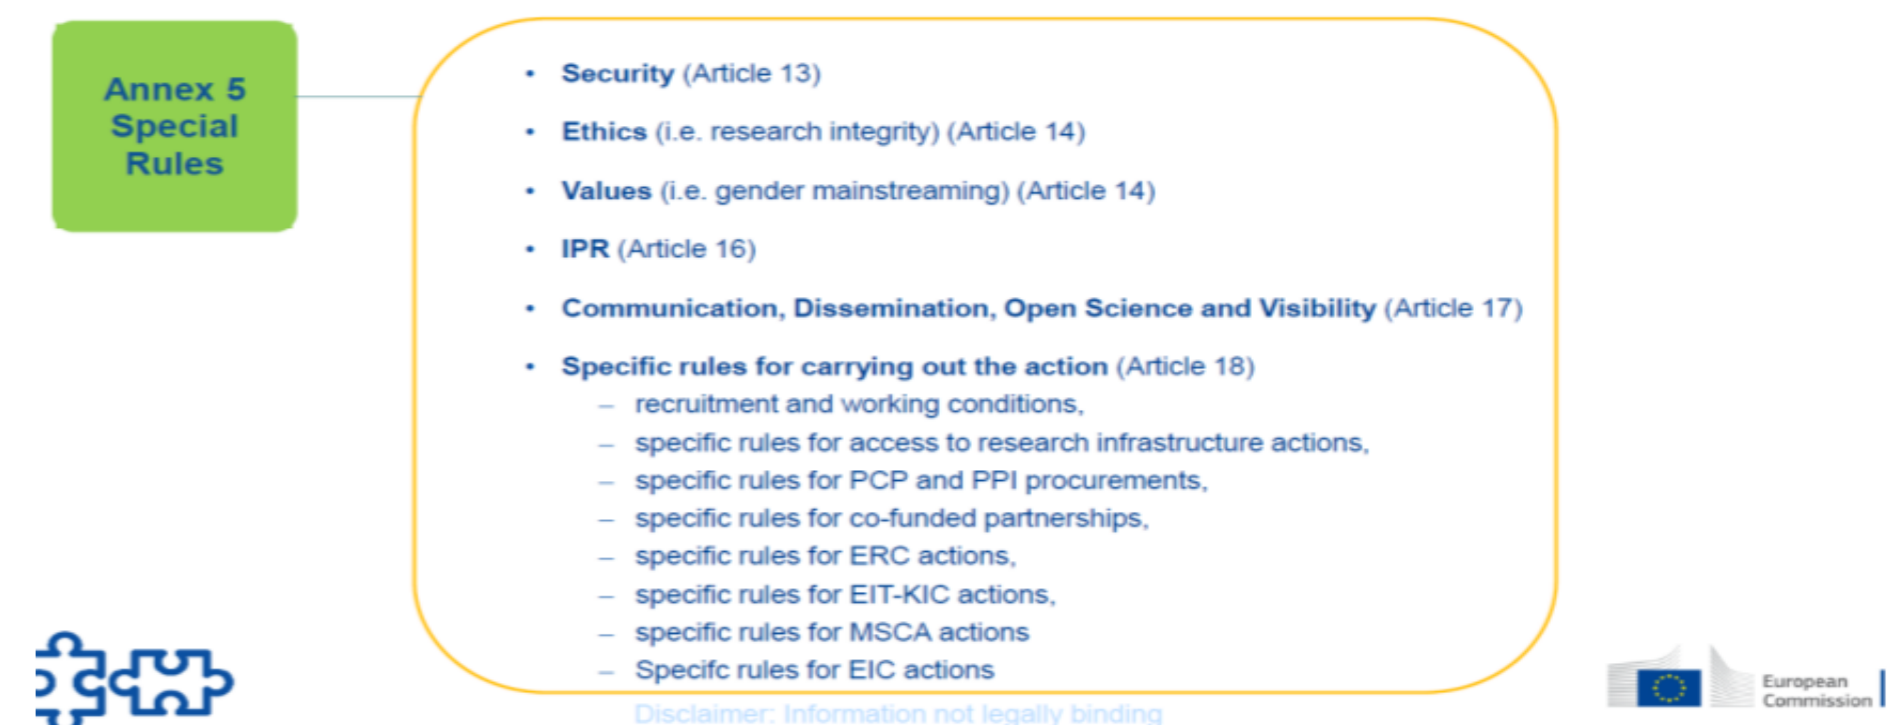 Annex 5
Special
Rules
• Security (Article 13)
• Ethics (i.e. research integrity) (Article 14)
• Values (i.e. gender mainstreaming) (Article 14)
• IPR (Article 16)
• Communication, Dissemination, Open Science and Visibility (Article 17)
• Specific rules for carrying out the action (Article 18)
– recruitment and working conditions,
– specific rules for access to research infrastructure actions,
– specific rules for PCP and PPI procurements,
– specific rules for co-funded partnerships,
– specific rules for ERC actions,
– specific rules for EIT-KIC actions,
– specific rules for MSCA actions
– Specifc rules for EIC actions
Disclaimer: Information not legally binding
European
Commission